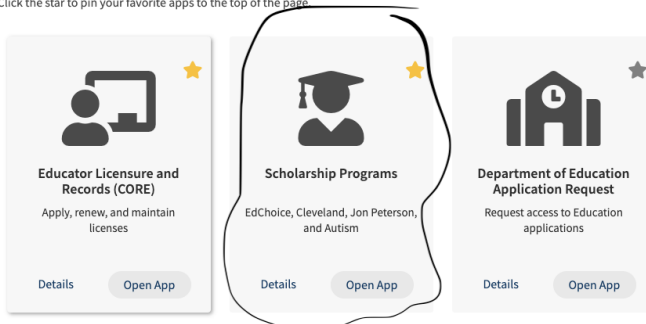 Click the star to pin your favorite apps to the top of the page.
Educator Licensure and
Records (CORE)
Apply, renew, and maintain
licenses
Details
Open App
Scholarship Programs
EdChoice, Cleveland, Jon Peterson,
and Autism
Details
Open App
Department of Education
Application Request
Request access to Education
applications
Details
Open App